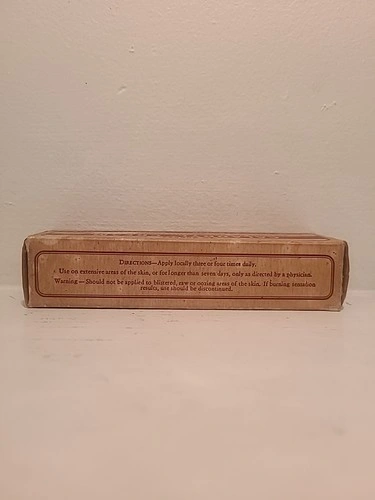 DIRECTIONS—Apply locally three or four times daily.
Use on extensive areas of the skin, or for longer than seven days, only as directed by a physician.
Warning—Should not be applied to blistered, raw or oozing areas of the skin. If burning sensation
results, use should be discontinued.